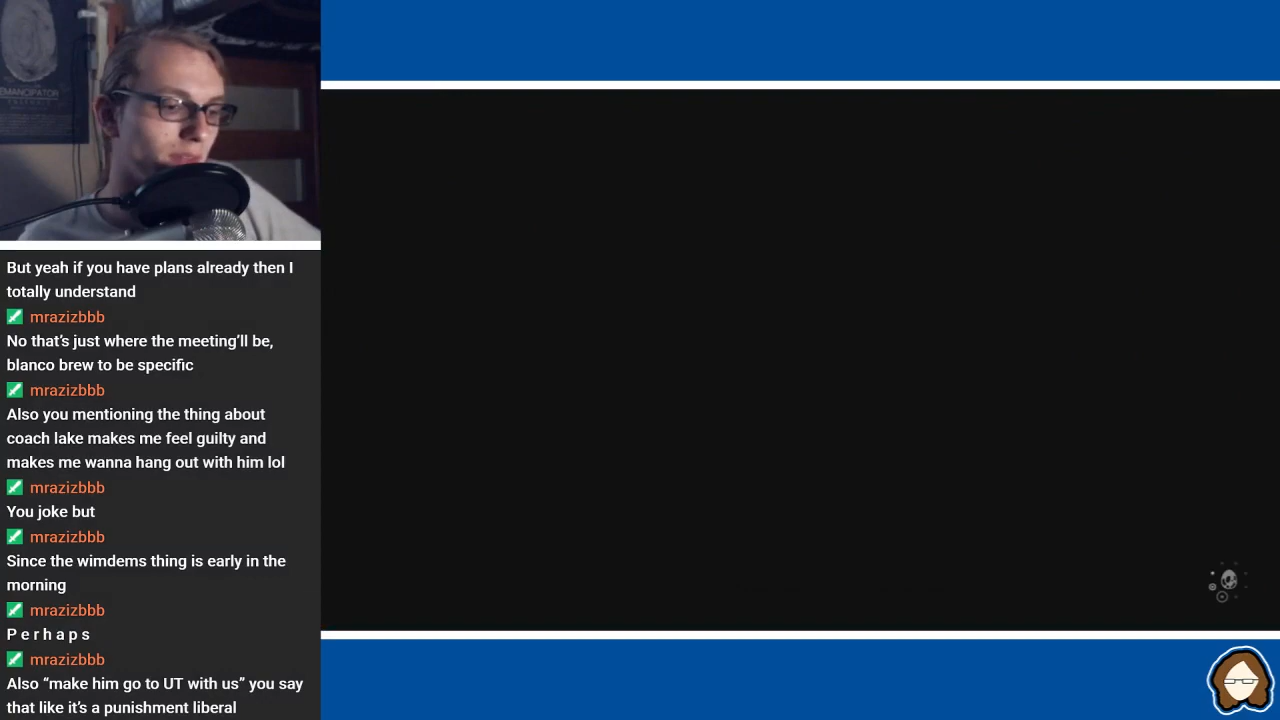 EMANCIPATOR
But yeah if you have plans already then I
totally understand
mrazizbbb
No that’s just where the meeting’ll be,
blanco brew to be specific
mrazizbbb
Also you mentioning the thing about
coach lake makes me feel guilty and
makes me wanna hang out with him lol
mrazizbbb
You joke but
mrazizbbb
Since the wimdems thing is early in the
morning
mrazizbbb
P e r h a p s
mrazizbbb
Also “make him go to UT with us” you say
that like it’s a punishment liberal